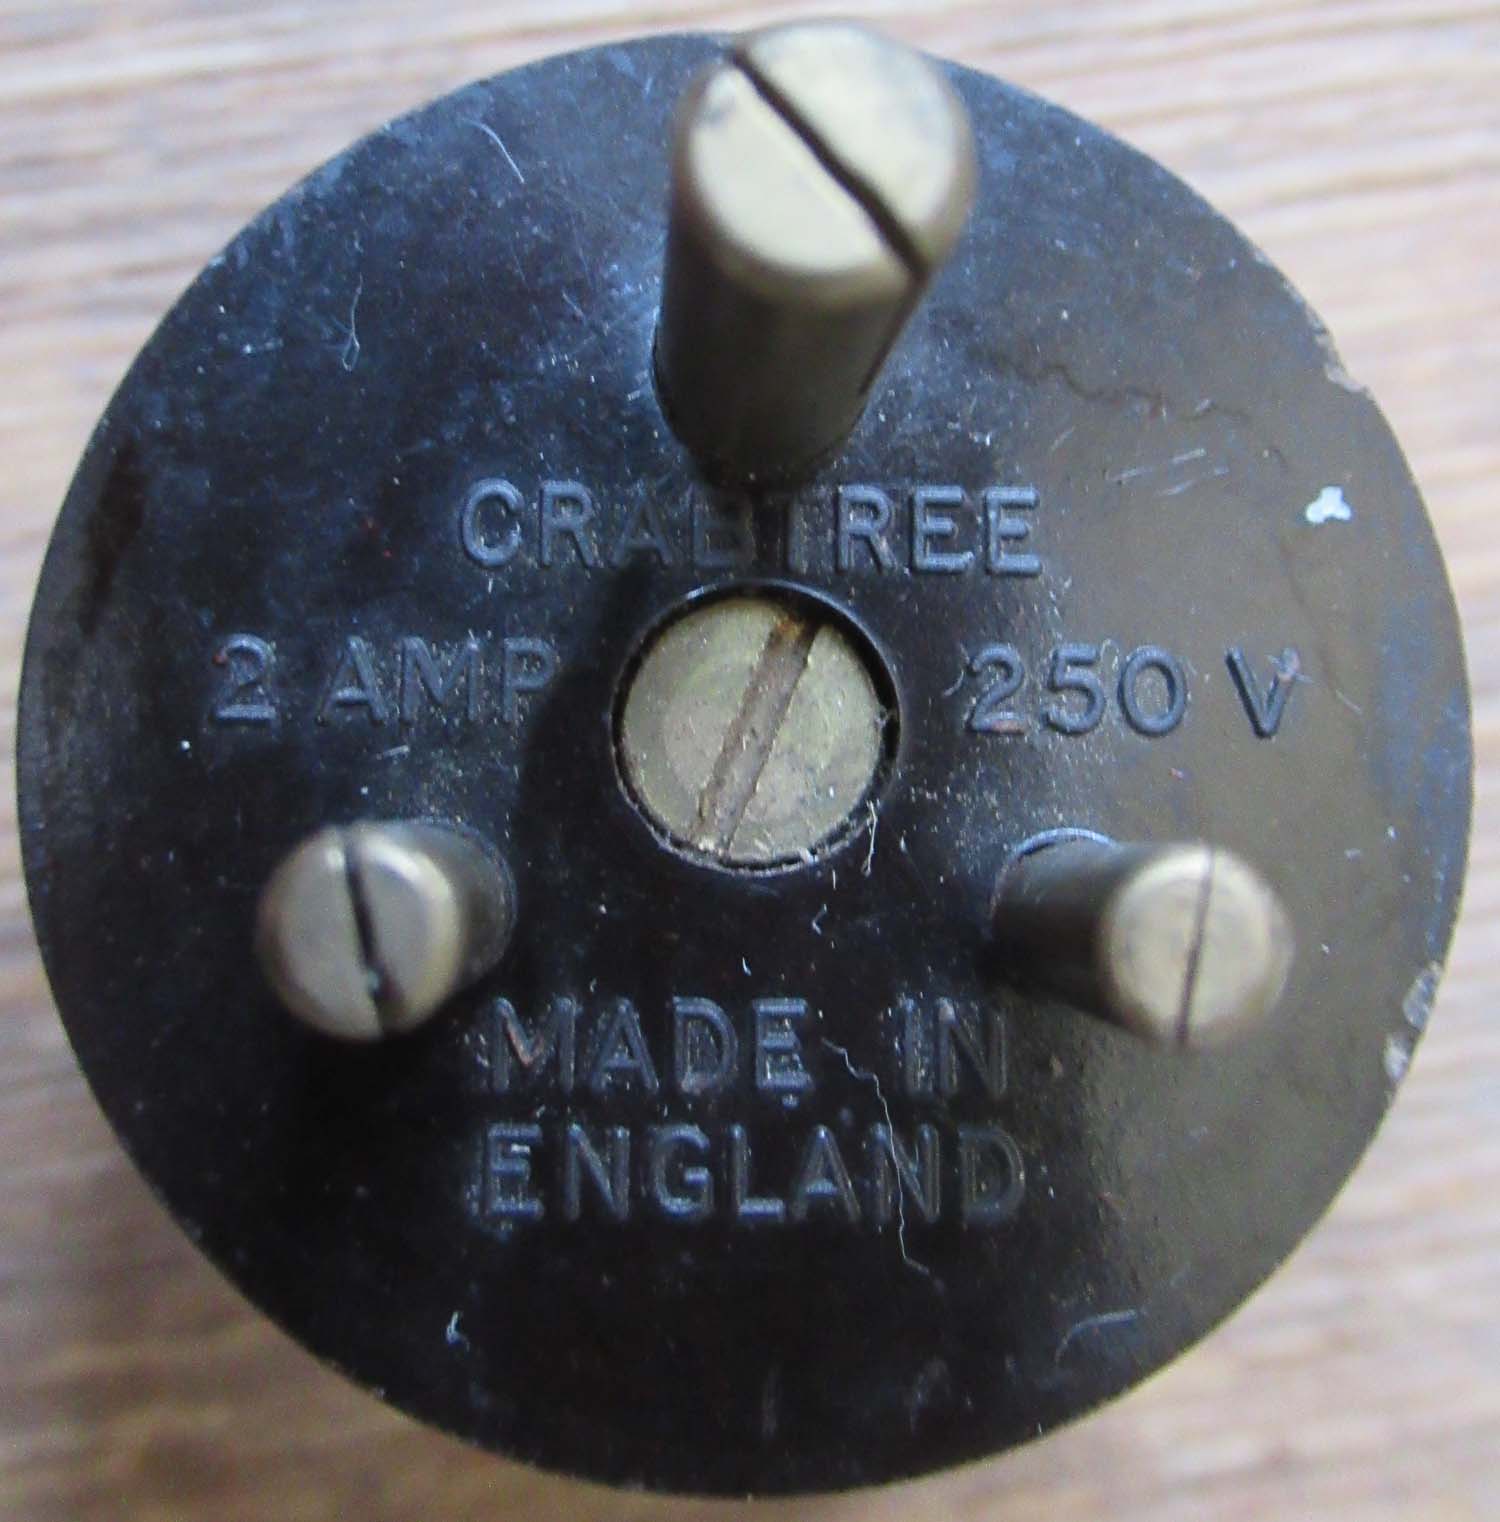 CRABTREE
2 AMP 250 V
MADE IN
ENGLAND